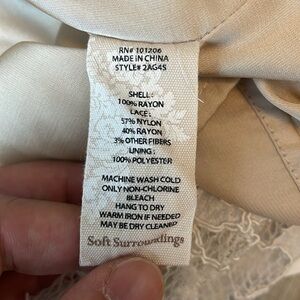 RN# 101206
MADE IN CHINA
STYLE# 2AG45
SHELL:
100% RAYON
LACE:
57% NYLON
40% RAYON
3% OTHER FIBERS
LINING:
100% POLYESTER
MACHINE WASH COLD
ONLY NON-CHLORINE
BLEACH
HANG TO DRY
WARM IRON IF NEEDED
MAY BE DRY CLEANED
Soft Surroundings